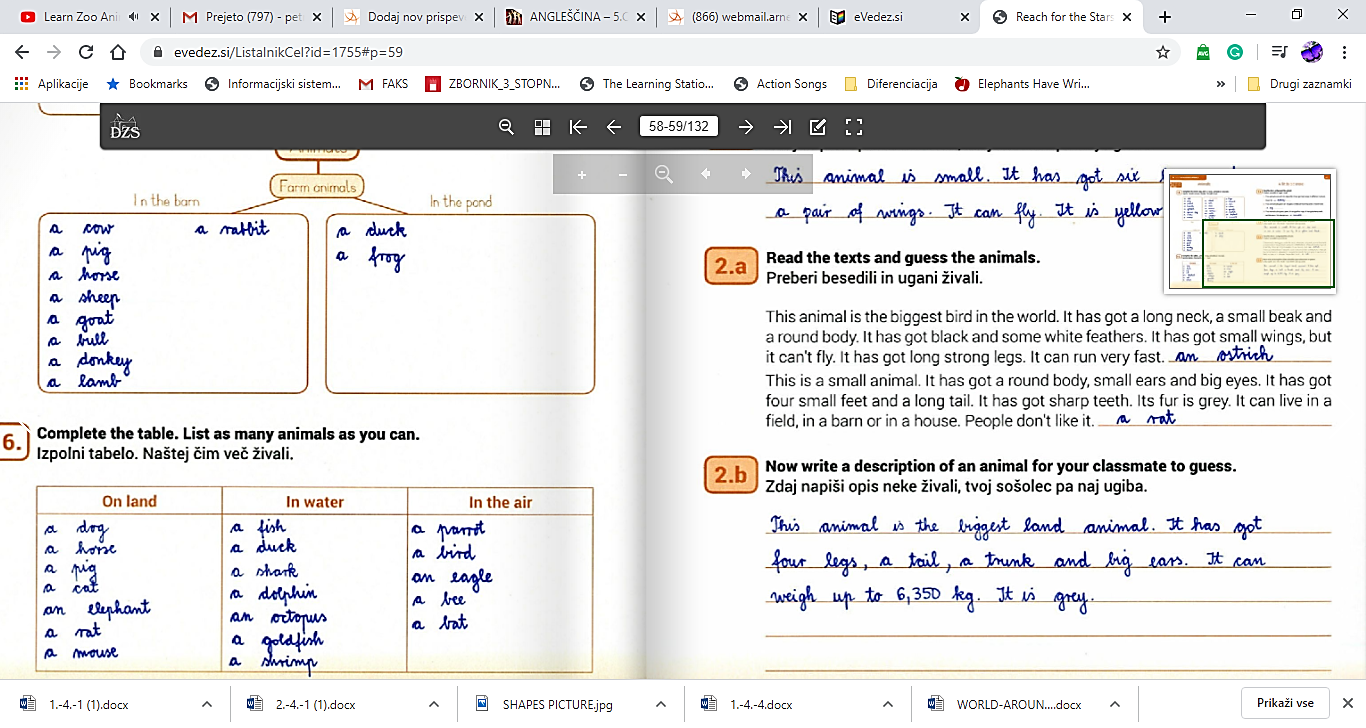 Learn Zoo Ani
Prejeto (797) - pet
Dodaj nov prispev
ANGLEŠČINA – 5.
(866) webmail.arne
eVedez.si
Reach for the Stars
evedez.si/ListalnikCel?id=1755#p=59
Aplikacije
Bookmarks
Informacijski sistem...
FAKS
ZBORNIK_3_STOPN...
The Learning Statio...
Action Songs
Diferenciacija
Elephants Have Wri...
»
Drugi zaznamki
DZS
58-59/132
Animals
Farm animals
In the barn
a cow
a pig
a horse
a sheep
a goat
a bull
a donkey
a lamb
a rabbit
In the pond
a duck
a frog
6. Complete the table. List as many animals as you can.
Izpolni tabelo. Naštej čim več živali.
On land
a dog
a horse
a pig
a cat
an elephant
a rat
a mouse
In water
a fish
a duck
a shark
a dolphin
an octopus
a goldfish
a shrimp
In the air
a parrot
a bird
an eagle
a bee
a bat
This animal is small. It has got six
a pair of wings. It can fly. It is yellow
2.a Read the texts and guess the animals.
Preberi besedili in ugani živali.
This animal is the biggest bird in the world. It has got a long neck, a small beak and
a round body. It has got black and some white feathers. It has got small wings, but
it can't fly. It has got long strong legs. It can run very fast. an ostrich
This is a small animal. It has got a round body, small ears and big eyes. It has got
four small feet and a long tail. It has got sharp teeth. Its fur is grey. It can live in a
field, in a barn or in a house. People don't like it. a rat
2.b Now write a description of an animal for your classmate to guess.
Zdaj napiši opis neke živali, tvoj sošolec pa naj ugiba.
This animal is the biggest land animal. It has got
four legs, a tail, a trunk and big ears. It can
weigh up to 6,350 kg. It is grey.
1.-4.-1 (1).docx
2.-4.-1 (1).docx
SHAPES PICTURE.jpg
1.-4.-4.docx
WORLD-AROUN....docx
Prikaži vse